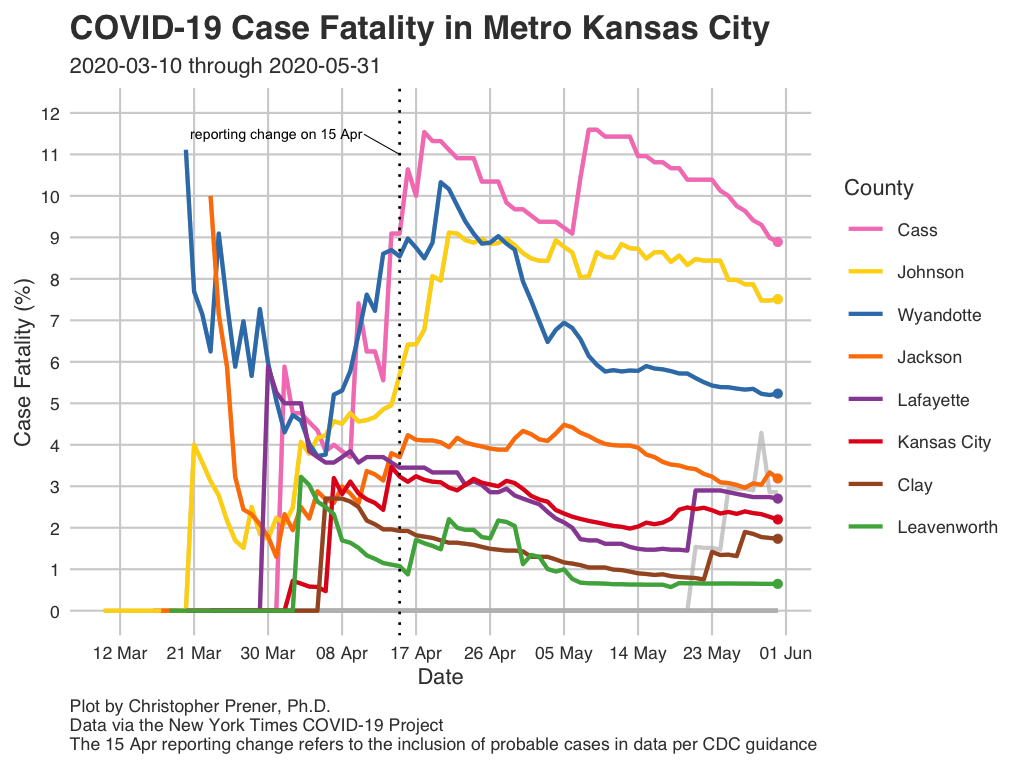 COVID-19 Case Fatality in Metro Kansas City
2020-03-10 through 2020-05-31
12
11
10
9
8
7
6
5
4
3
2
1
0
Case Fatality (%)
reporting change on 15 Apr
12 Mar 21 Mar 30 Mar 08 Apr 17 Apr 26 Apr 05 May 14 May 23 May 01 Jun
Date
County
Cass
Johnson
Wyandotte
Jackson
Lafayette
Kansas City
Clay
Leavenworth
Plot by Christopher Prener, Ph.D.
Data via the New York Times COVID-19 Project
The 15 Apr reporting change refers to the inclusion of probable cases in data per CDC guidance